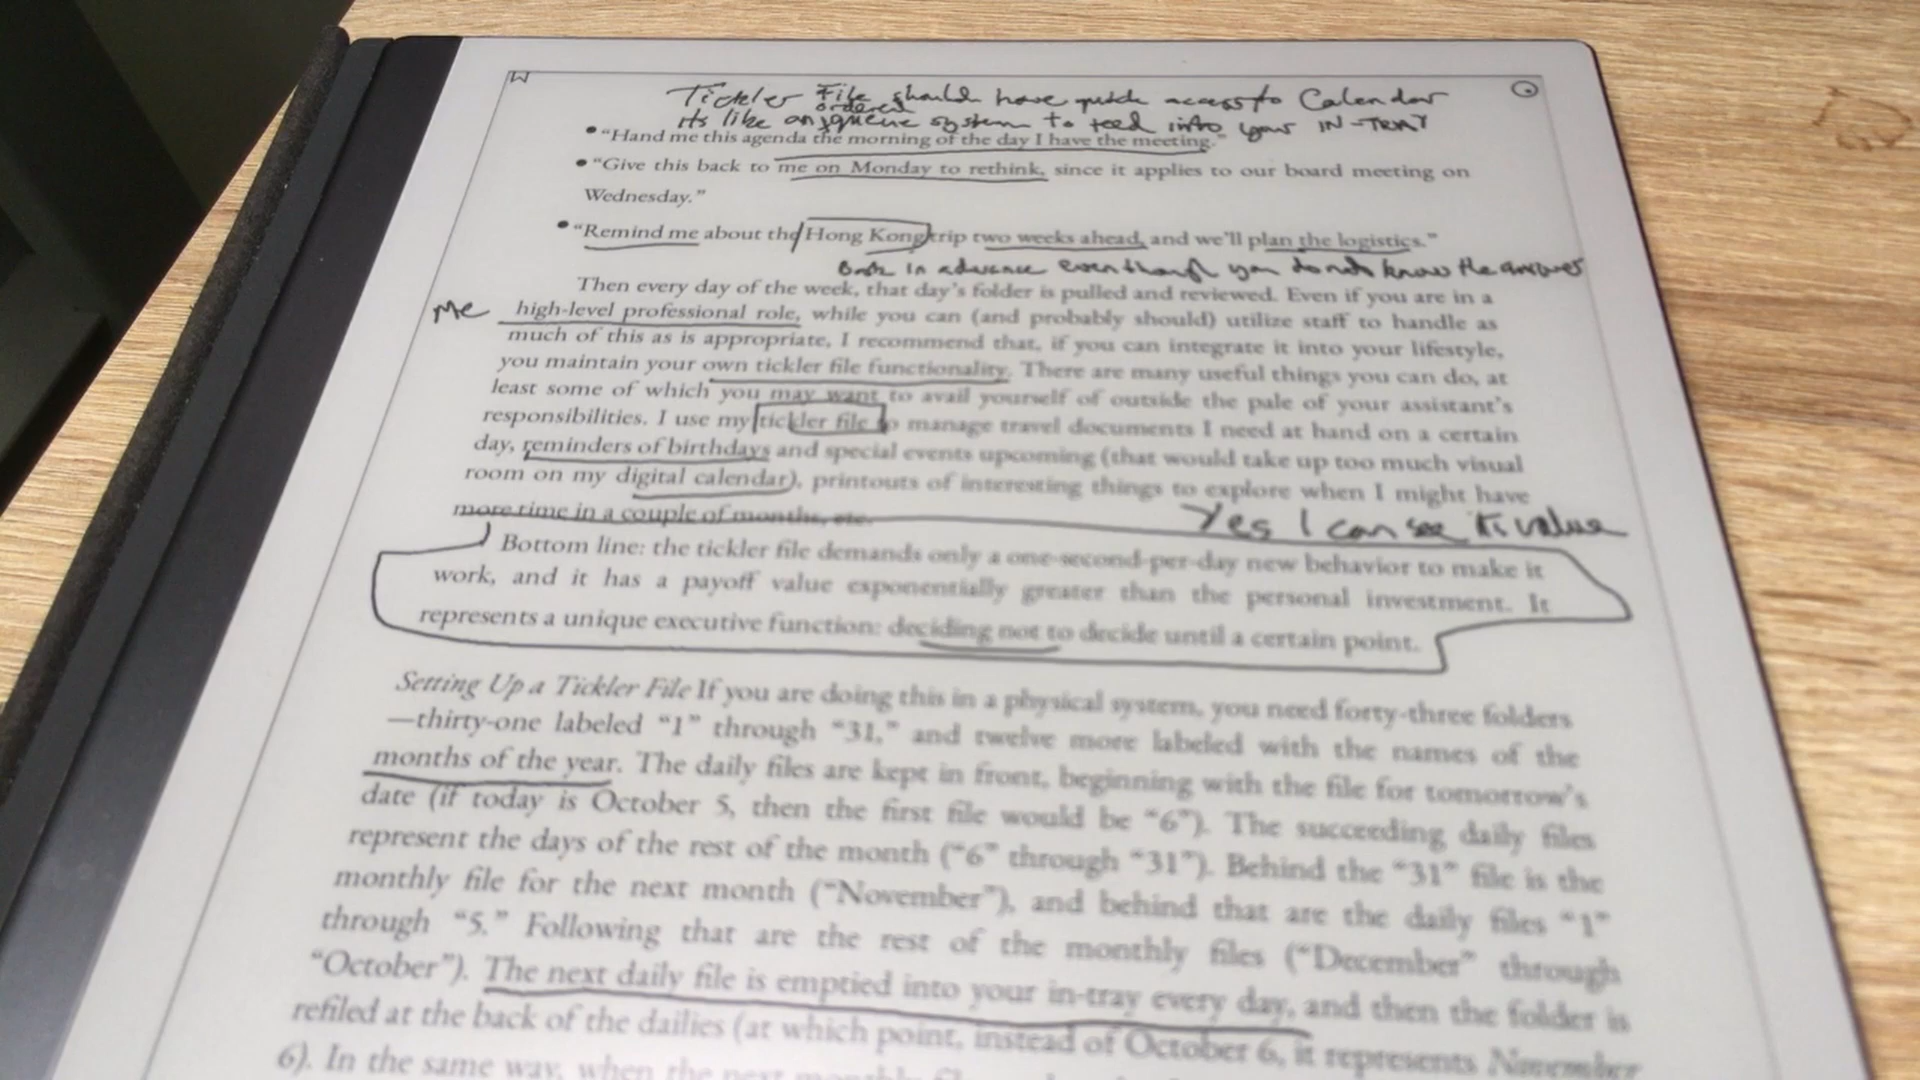 Tickler File should have quick access to Calendar
its like an ordered queue system to feed into your IN-TRAY
• “Hand me this agenda the morning of the day I have the meeting.”
• “Give this back to me on Monday to rethink, since it applies to our board meeting on
Wednesday.”
• “Remind me about the Hong Kong trip two weeks ahead, and we’ll plan the logistics.”
in advance even though you do not know the answer
Then every day of the week, that day’s folder is pulled and reviewed. Even if you are in a
Me
high-level professional role, while you can (and probably should) utilize staff to handle as
much of this as is appropriate, I recommend that, if you can integrate it into your lifestyle,
you maintain your own tickler file functionality. There are many useful things you can do, at
least some of which you may want to avail yourself of outside the pale of your assistant’s
responsibilities. I use my tickler file to manage travel documents I need at hand on a certain
day, reminders of birthdays and special events upcoming (that would take up too much visual
room on my digital calendar), printouts of interesting things to explore when I might have
more time in a couple of months, etc.
Yes I can see it value
Bottom line: the tickler file demands only a one-second-per-day new behavior to make it
work, and it has a payoff value exponentially greater than the personal investment. It
represents a unique executive function: deciding not to decide until a certain point.
Setting Up a Tickler File If you are doing this in a physical system, you need forty-three folders
—thirty-one labeled “1” through “31,” and twelve more labeled with the names of the
months of the year. The daily files are kept in front, beginning with the file for tomorrow’s
date (if today is October 5, then the first file would be “6”). The succeeding daily files
represent the days of the rest of the month (“6” through “31”). Behind the “31” file is the
monthly file for the next month (“November”), and behind that are the daily files “1”
through “5.” Following that are the rest of the monthly files (“December” through
“October”). The next daily file is emptied into your in-tray every day, and then the folder is
refiled at the back of the dailies (at which point, instead of October 6, it represents November
6). In the same way, when the next monthly